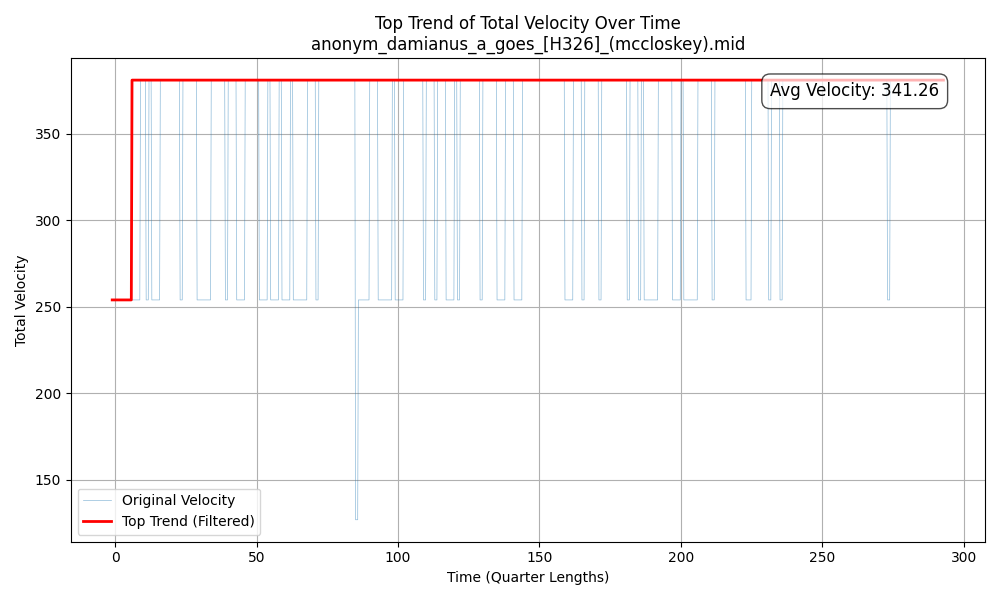 Top Trend of Total Velocity Over Time
anonym_damianus_a_goes_[H326]_(mccloskey).mid
Avg Velocity: 341.26
Total Velocity
350
300
250
200
150
Original Velocity
Top Trend (Filtered)
0 50 100 150 200 250 300
Time (Quarter Lengths)